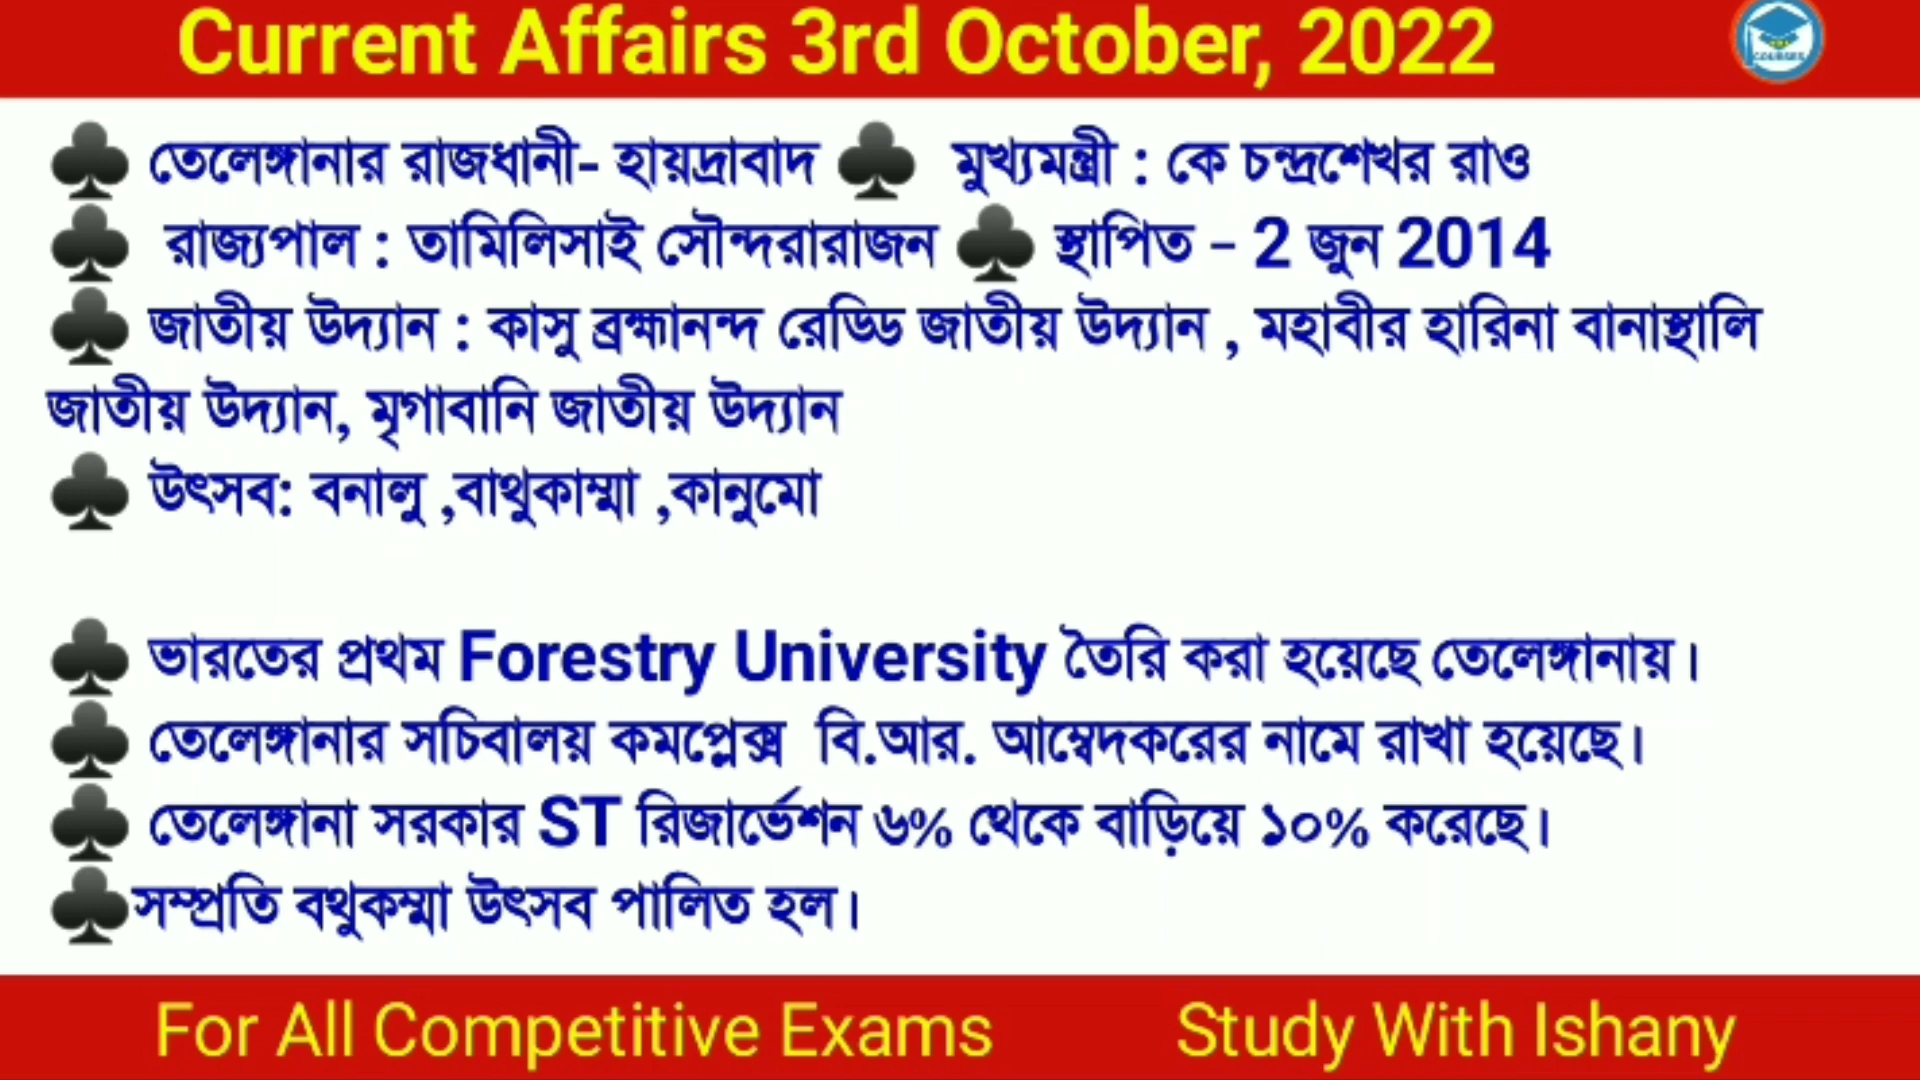 Current Affairs 3rd October, 2022
COURSES
♣ তেলেঙ্গানার রাজধানী- হায়দ্রাবাদ ♣ মুখ্যমন্ত্রী : কে চন্দ্রশেখর রাও
♣ রাজ্যপাল : তামিলিসাই সৌন্দরারাজন ♣ স্থাপিত – 2 জুন 2014
♣ জাতীয় উদ্যান : কাসু ব্রহ্মানন্দ রেড্ডি জাতীয় উদ্যান , মহাবীর হারিনা বানাস্থালি
জাতীয় উদ্যান, মৃগাবানি জাতীয় উদ্যান
♣ উৎসব: বনালু ,বাথুকাম্মা ,কানুমো
♣ ভারতের প্রথম Forestry University তৈরি করা হয়েছে তেলেঙ্গানায়।
♣ তেলেঙ্গানার সচিবালয় কমপ্লেক্স বি.আর. আম্বেদকরের নামে রাখা হয়েছে।
♣ তেলেঙ্গানা সরকার ST রিজার্ভেশন ৬% থেকে বাড়িয়ে ১০% করেছে।
♣সম্প্রতি বথুকম্মা উৎসব পালিত হল।
For All Competitive Exams Study With Ishany